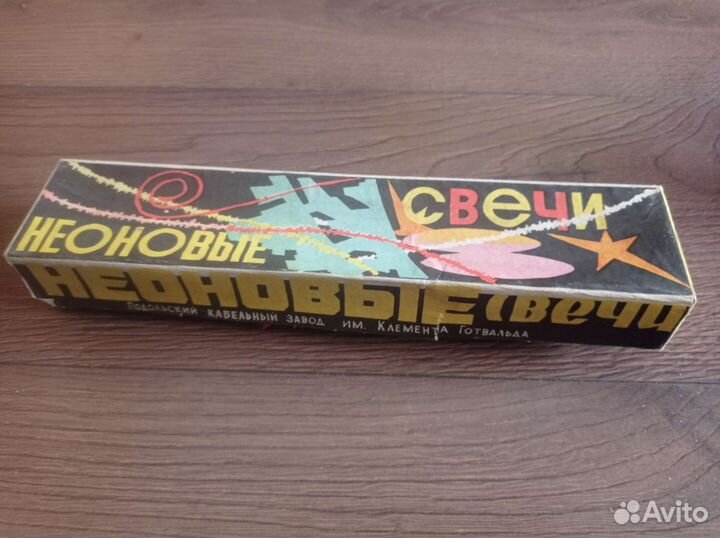 НЕОНОВЫЕ СВЕЧИ
НЕОНОВЫЕ СВЕЧИ
ПОДОЛЬСКИЙ КАБЕЛЬНЫЙ ЗАВОД ИМ. КЛЕМЕНТА ГОТВАЛЬДА
Avito